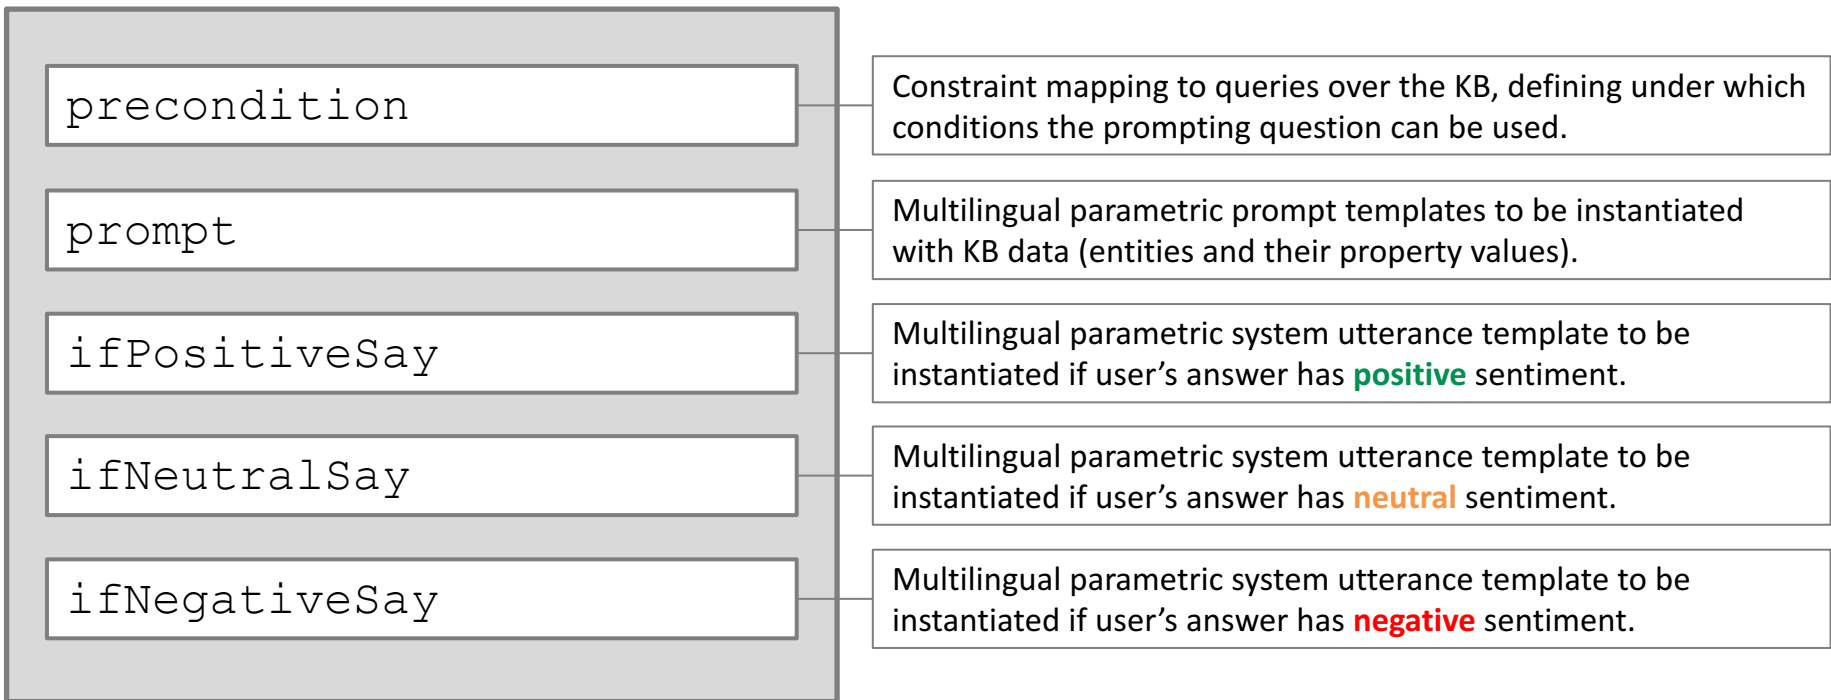 precondition
Constraint mapping to queries over the KB, defining under which
conditions the prompting question can be used.
prompt
Multilingual parametric prompt templates to be instantiated
with KB data (entities and their property values).
ifPositiveSay
Multilingual parametric system utterance template to be
instantiated if user’s answer has positive sentiment.
ifNeutralSay
Multilingual parametric system utterance template to be
instantiated if user’s answer has neutral sentiment.
ifNegativeSay
Multilingual parametric system utterance template to be
instantiated if user’s answer has negative sentiment.